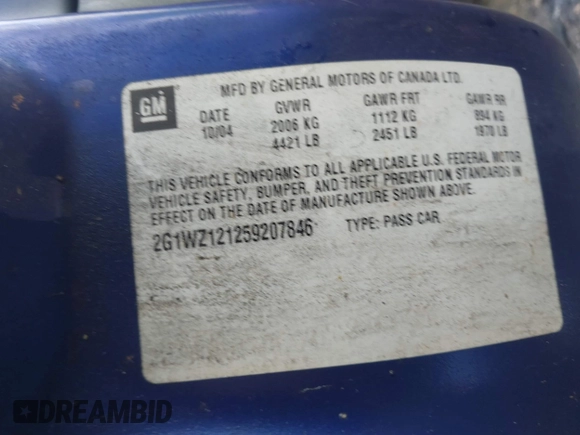 MFD BY GENERAL MOTORS OF CANADA LTD.
GM
DATE GVWR GAWR FRT GAWR RR
10/04 2006 KG 1112 KG 894 KG
4421 LB 2451 LB 1970 LB
THIS VEHICLE CONFORMS TO ALL APPLICABLE U.S. FEDERAL MOTOR
VEHICLE SAFETY, BUMPER, AND THEFT PREVENTION STANDARDS IN
EFFECT ON THE DATE OF MANUFACTURE SHOWN ABOVE.
2G1WZ121259207846 TYPE: PASS CAR
DREAMBID